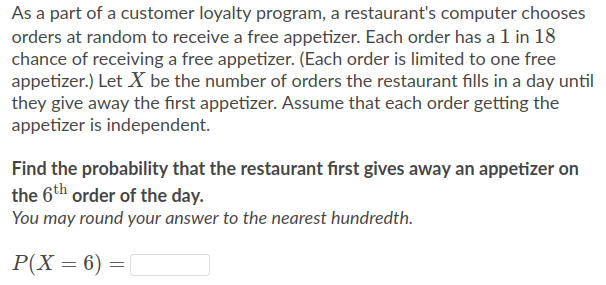 As a part of a customer loyalty program, a restaurant's computer chooses
orders at random to receive a free appetizer. Each order has a 1 in 18
chance of receiving a free appetizer. (Each order is limited to one free
appetizer.) Let X be the number of orders the restaurant fills in a day until
they give away the first appetizer. Assume that each order getting the
appetizer is independent.
Find the probability that the restaurant first gives away an appetizer on
the 6th order of the day.
You may round your answer to the nearest hundredth.
P(X = 6) =